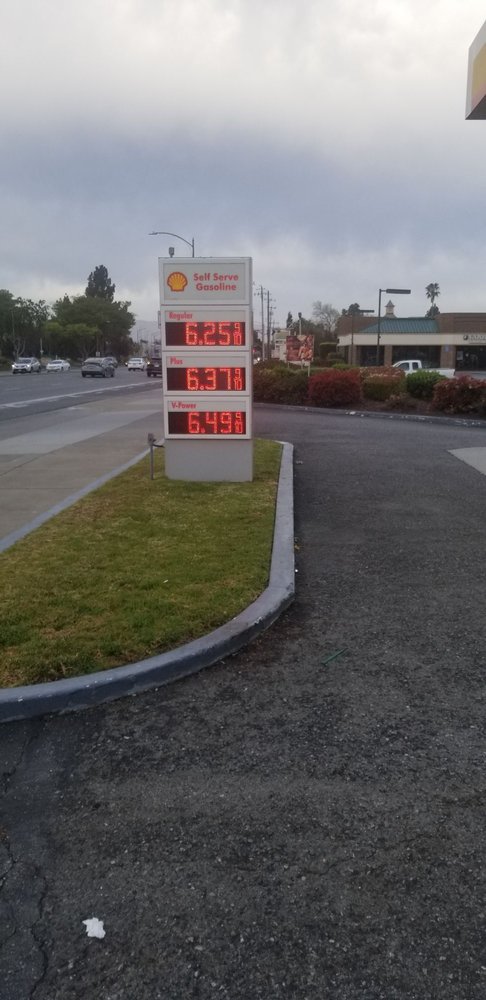 Self Serve
Gasoline
Regular
6.25 9/10
Plus
6.37 9/10
V-Power
6.49 9/10